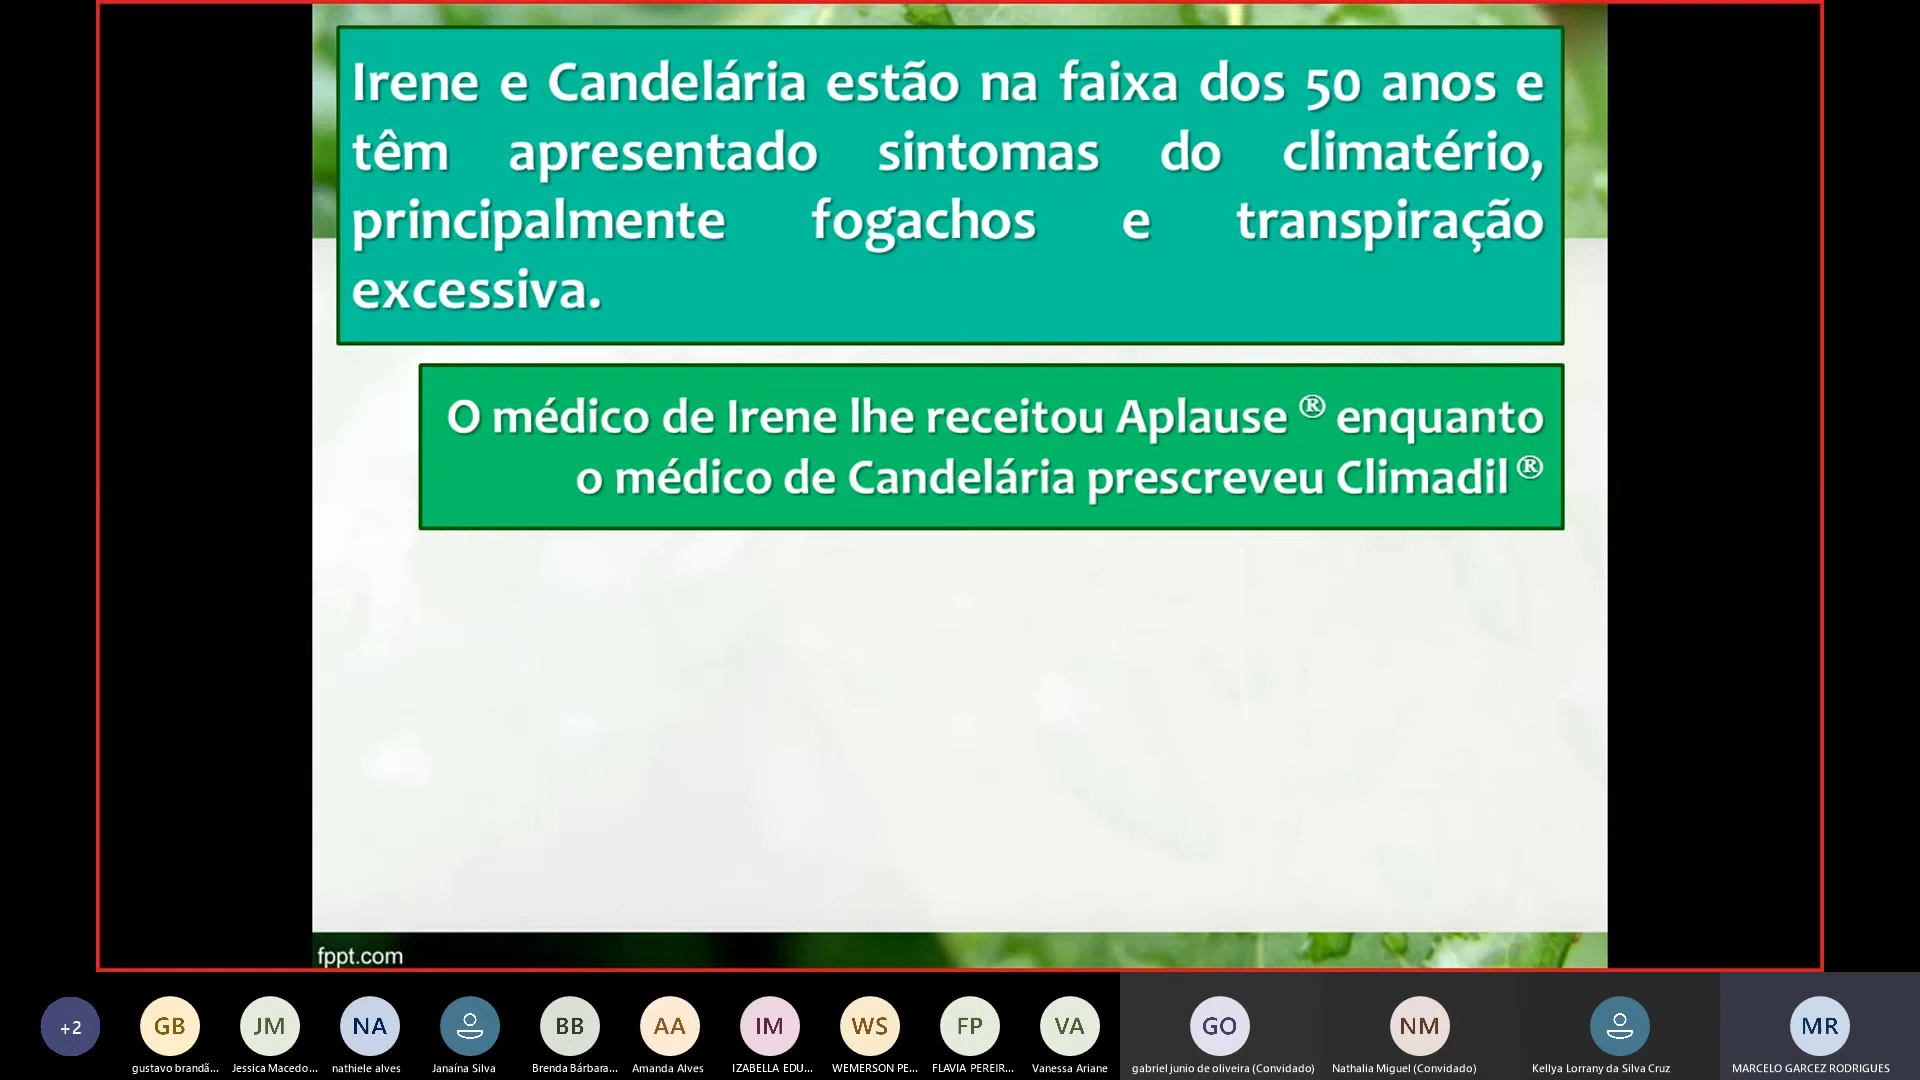 Irene e Candelária estão na faixa dos 50 anos e
têm apresentado sintomas do climatério,
principalmente fogachos e transpiração
excessiva.
O médico de Irene lhe receitou Aplause ® enquanto
o médico de Candelária prescreveu Climadil ®
fppt.com
+2
GB
JM
NA
BB
AA
IM
WS
FP
VA
GO
NM
MR
gustavo brandã...
Jessica Macedo...
nathiele alves
Janaína Silva
Brenda Bárbara...
Amanda Alves
IZABELLA EDU...
WEMERSON PE...
FLAVIA PEREIR...
Vanessa Ariane
gabriel junio de oliveira (Convidado)
Nathalia Miguel (Convidado)
Kellya Lorrany da Silva Cruz
MARCELO GARCEZ RODRIGUES